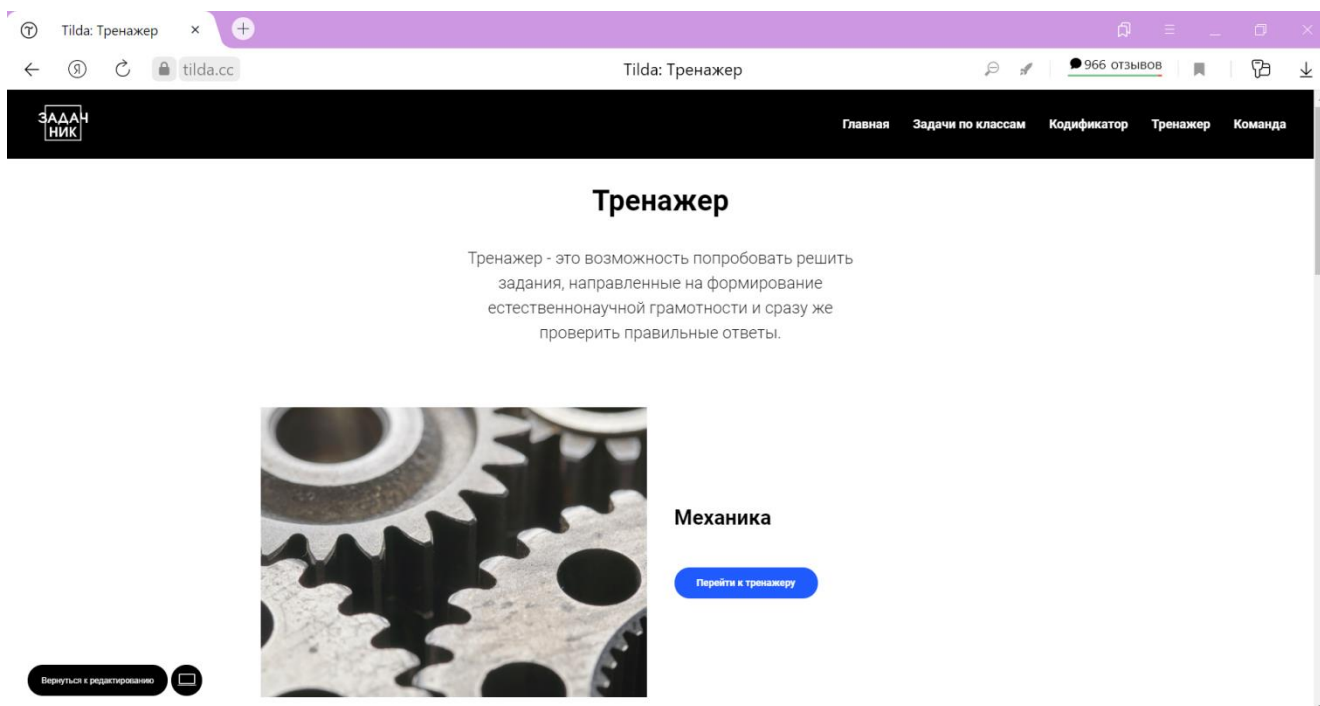 Tilda: Тренажер
tilda.cc
Tilda: Тренажер
966 отзывов
ЗАДАЧ
НИК
Главная Задачи по классам Кодификатор Тренажер Команда
Тренажер
Тренажер - это возможность попробовать решить
задания, направленные на формирование
естественнонаучной грамотности и сразу же
проверить правильные ответы.
Механика
Перейти к тренажеру
Вернуться к редактированию